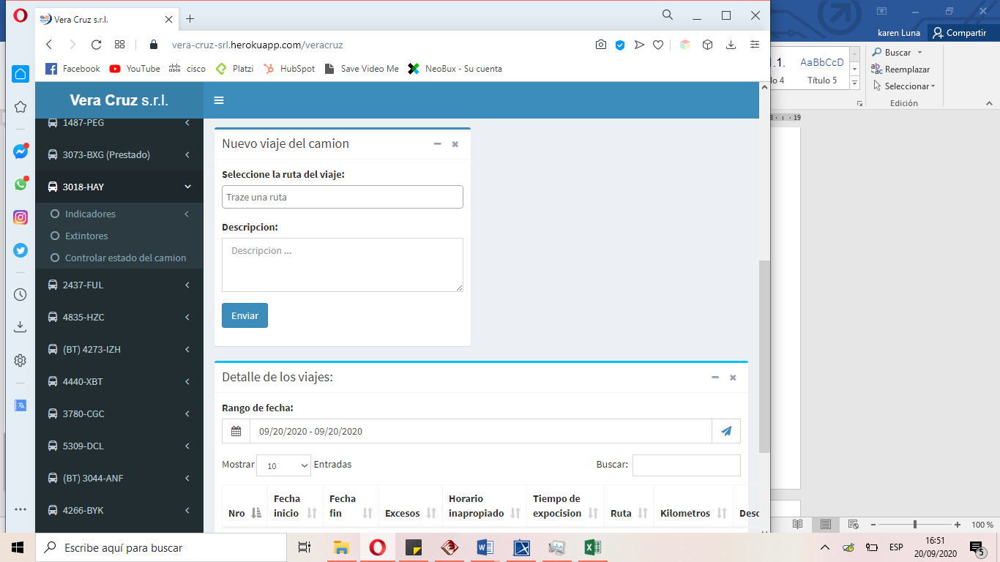 Vera Cruz s.r.l.
vera-cruz-srl.herokuapp.com/veracruz
Facebook
YouTube
cisco
Platzi
HubSpot
Save Video Me
NeoBux - Su cuenta
Vera Cruz s.r.l.
1487-PEG
3073-BXG (Prestado)
3018-HAY
Indicadores
Extintores
Controlar estado del camion
2437-FUL
4835-HZC
(BT) 4273-IZH
4440-XBT
3780-CGC
5309-DCL
(BT) 3044-ANF
4266-BYK
Nuevo viaje del camion
Seleccione la ruta del viaje:
Traze una ruta
Descripcion:
Descripcion ...
Enviar
Detalle de los viajes:
Rango de fecha:
09/20/2020 - 09/20/2020
Mostrar 10 Entradas
Buscar:
Nro
Fecha inicio
Fecha fin
Excesos
Horario inapropiado
Tiempo de expocision
Ruta
Kilometros
Desc
karen Luna
Compartir
1.1.
AaBbCcD
lo 4
Título 5
Buscar
Reemplazar
Seleccionar
Edición
19
100 %
Escribe aquí para buscar
ESP
16:51
20/09/2020
5